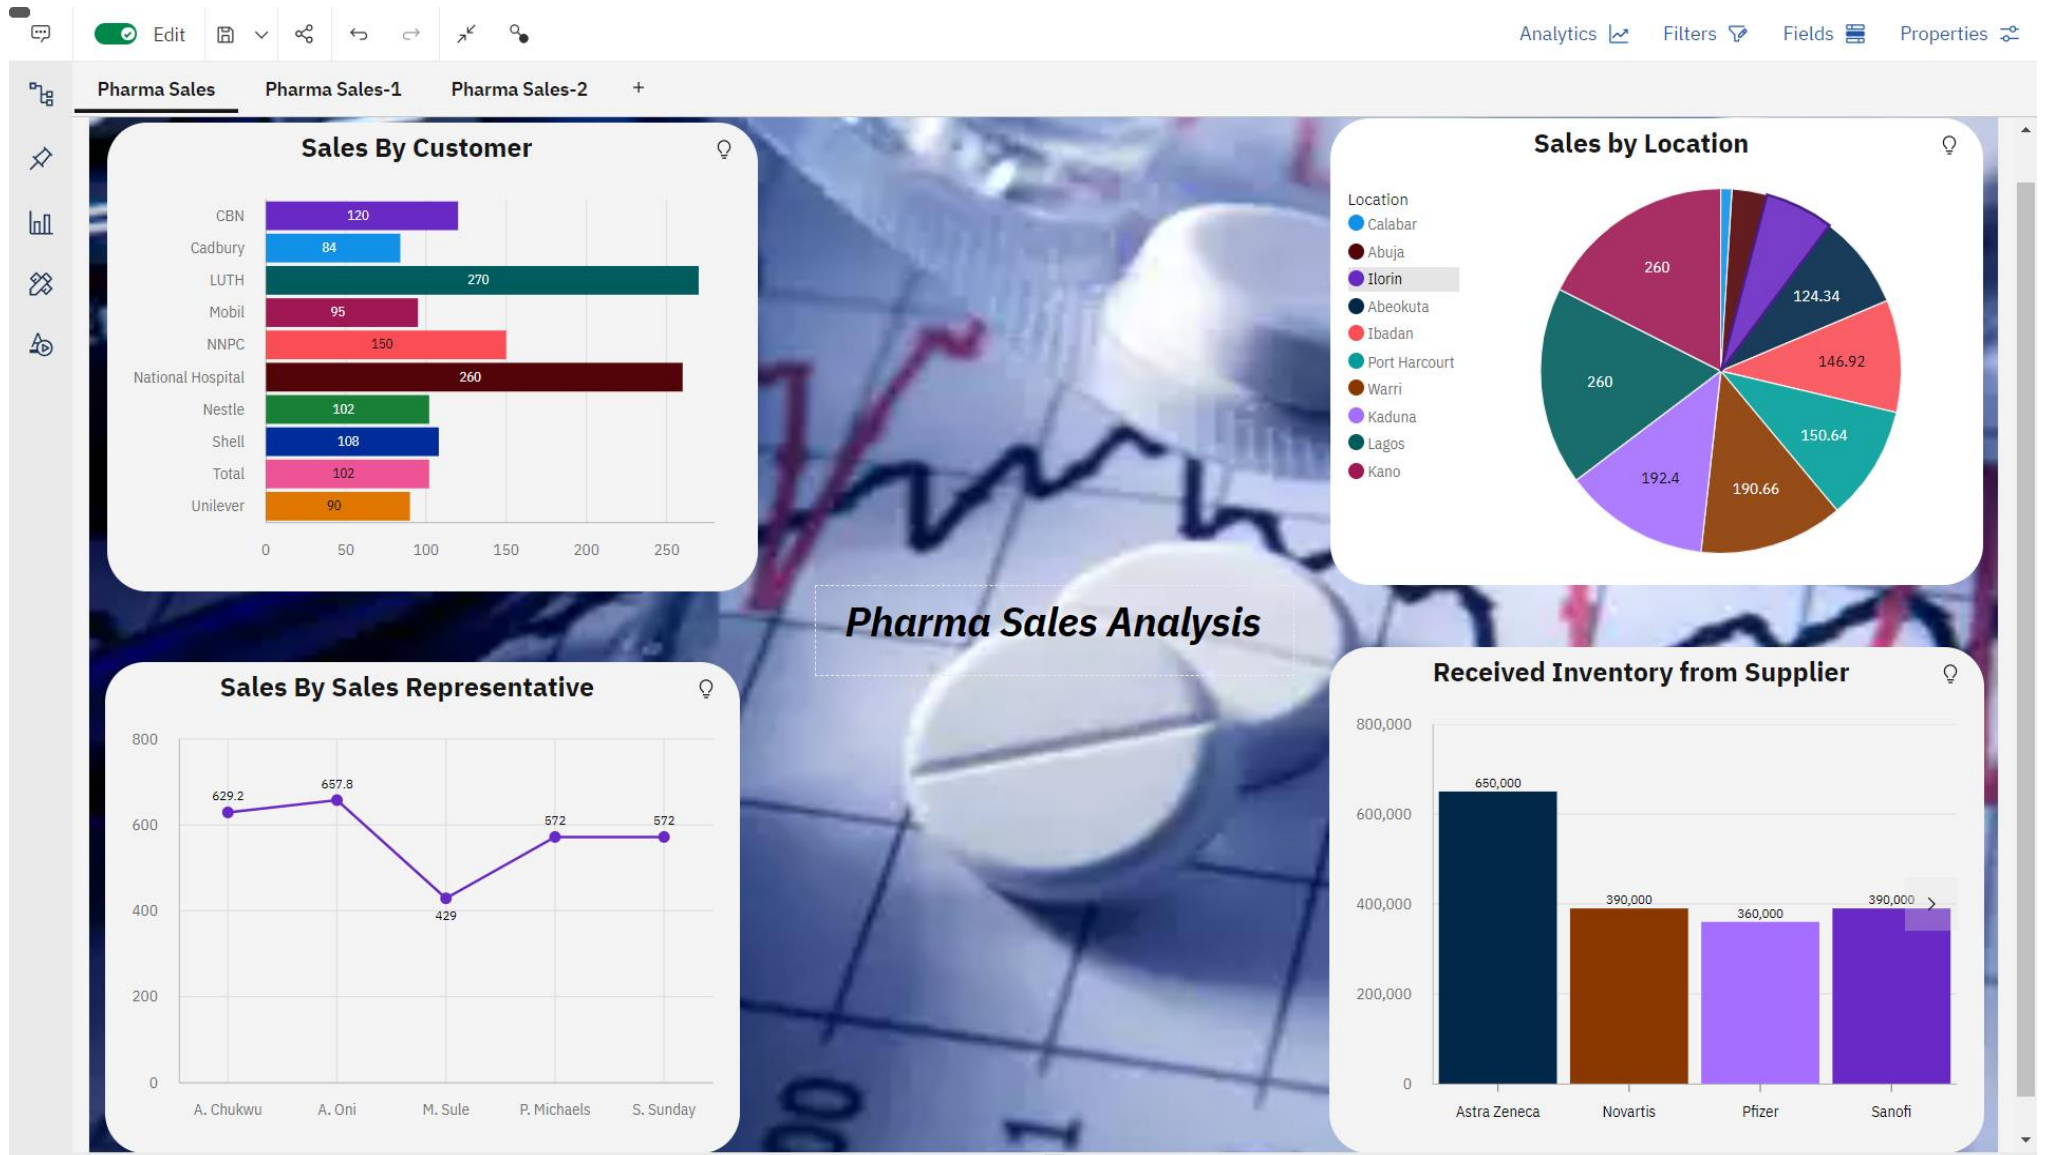 Edit
Analytics
Filters
Fields
Properties
Pharma Sales
Pharma Sales-1
Pharma Sales-2
+
Sales By Customer
CBN
120
Cadbury
84
LUTH
270
Mobil
95
NNPC
150
National Hospital
260
Nestle
102
Shell
108
Total
102
Unilever
90
0 50 100 150 200 250
Sales by Location
Location
Calabar
Abuja
Ilorin
Abeokuta
Ibadan
Port Harcourt
Warri
Kaduna
Lagos
Kano
260
124.34
146.92
260
150.64
192.4
190.66
Pharma Sales Analysis
Sales By Sales Representative
800
600
400
200
0
629.2
657.8
429
572
572
A. Chukwu A. Oni M. Sule P. Michaels S. Sunday
Received Inventory from Supplier
800,000
600,000
400,000
200,000
0
650,000
390,000
360,000
390,000
Astra Zeneca Novartis Pfizer Sanofi
00
1